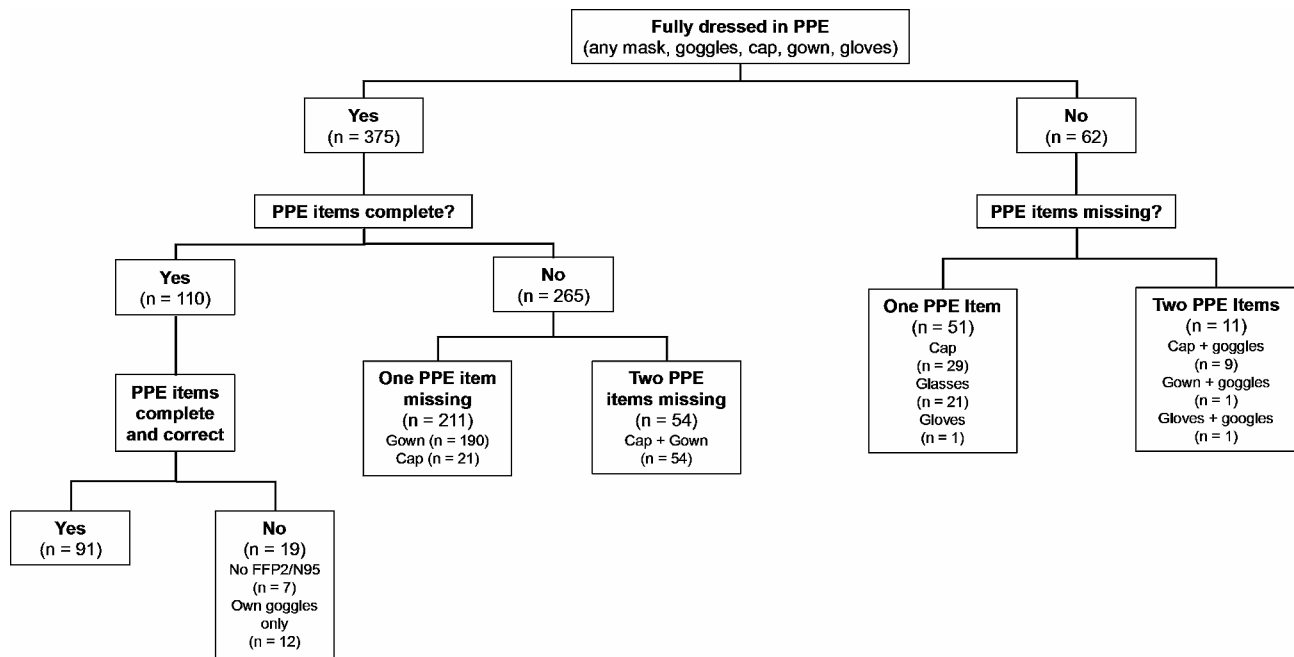 Fully dressed in PPE
(any mask, goggles, cap, gown, gloves)
Yes
(n = 375)
No
(n = 62)
PPE items complete?
PPE items missing?
Yes
(n = 110)
No
(n = 265)
One PPE Item
(n = 51)
Cap
(n = 29)
Glasses
(n = 21)
Gloves
(n = 1)
Two PPE Items
(n = 11)
Cap + goggles
(n = 9)
Gown + goggles
(n = 1)
Gloves + googles
(n = 1)
PPE items
complete
and correct
One PPE item
missing
(n = 211)
Gown (n = 190)
Cap (n = 21)
Two PPE
items missing
(n = 54)
Cap + Gown
(n = 54)
Yes
(n = 91)
No
(n = 19)
No FFP2/N95
(n = 7)
Own goggles
only
(n = 12)